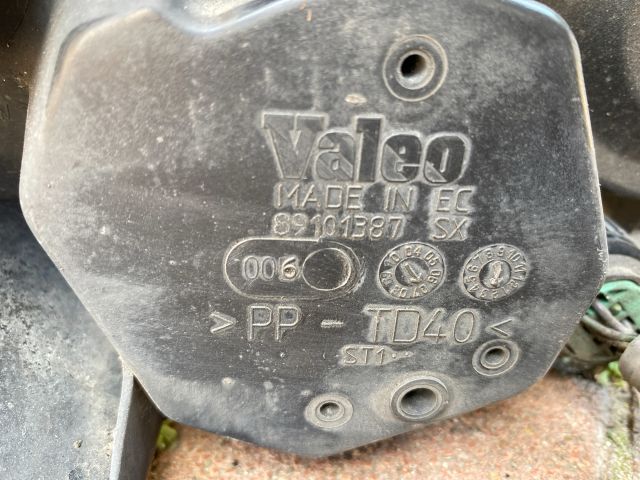 Valeo
MADE IN EC
89101387 SX
006
>PP - TD40<
ST1